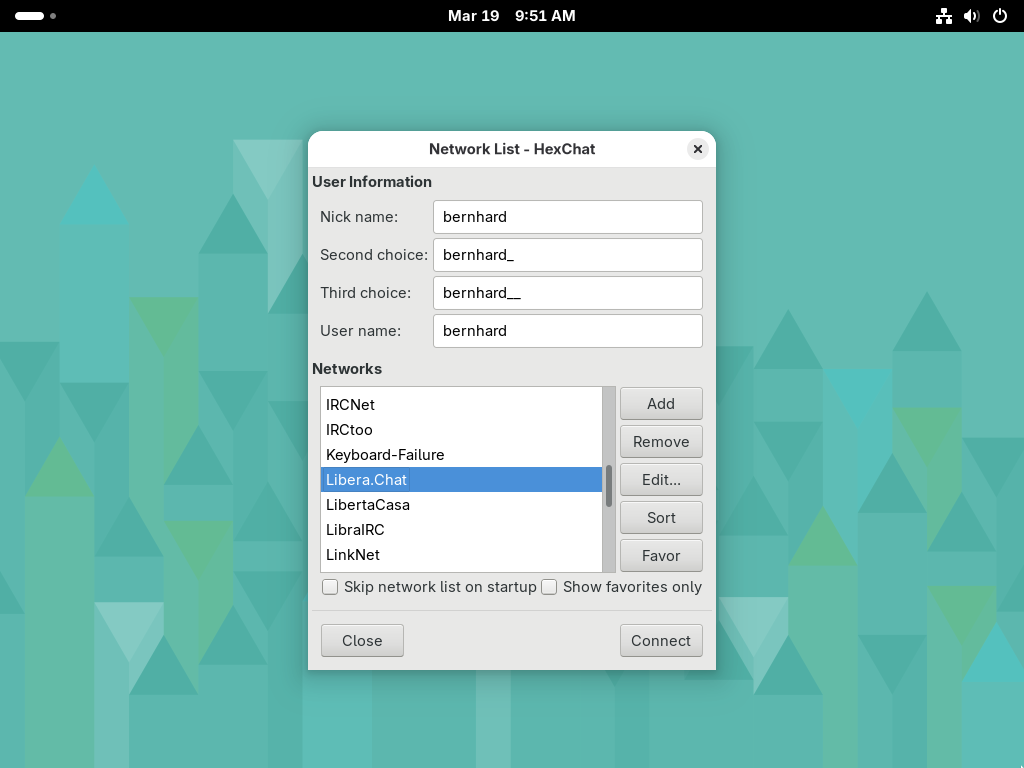 Mar 19 9:51 AM
Network List - HexChat
User Information
Nick name: bernhard
Second choice: bernhard_
Third choice: bernhard__
User name: bernhard
Networks
IRCNet
IRCtoo
Keyboard-Failure
Libera.Chat
LibertaCasa
LibraIRC
LinkNet
Add
Remove
Edit...
Sort
Favor
Skip network list on startup Show favorites only
Close Connect